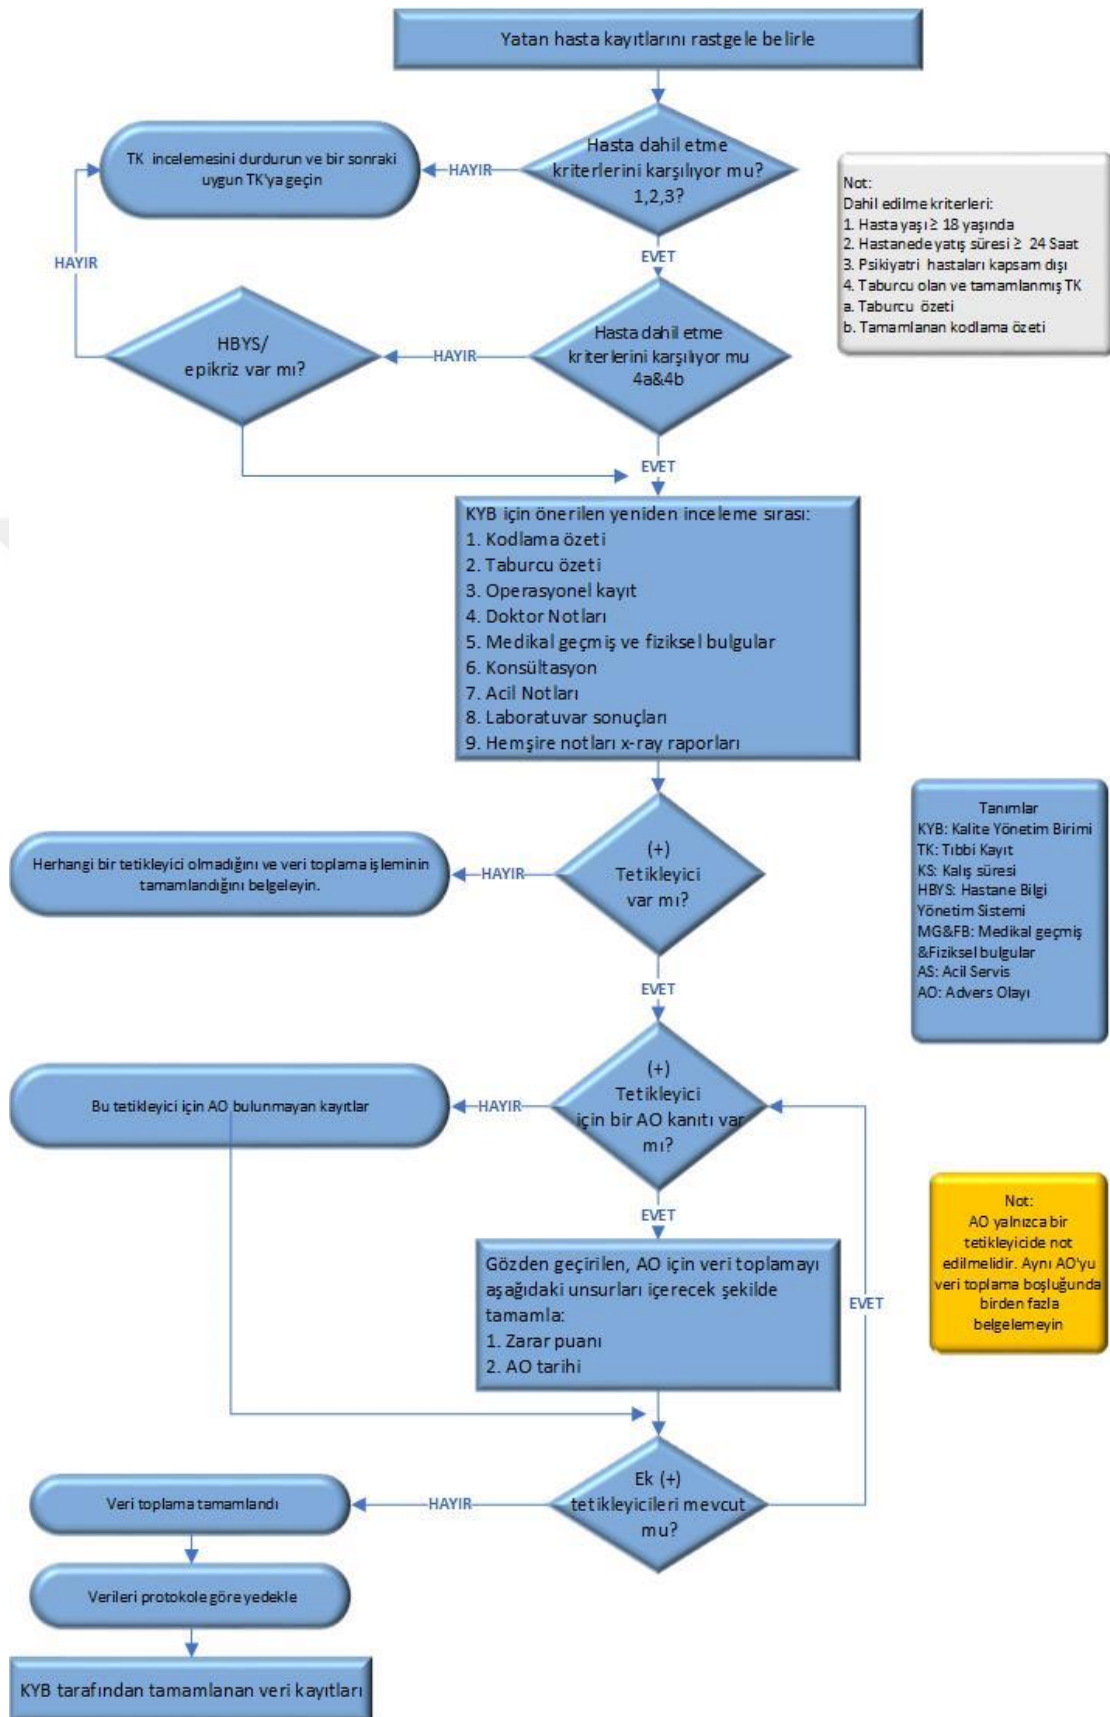 Yatan hasta kayıtlarını rastgele belirle
Hasta dahil etme
kriterlerini karşılıyor mu?
1,2,3?
HAYIR
TK incelemesini durdurun ve bir sonraki
uygun TK'ya geçin
Not:
Dahil edilme kriterleri:
1. Hasta yaşı ≥ 18 yaşında
2. Hastanede yatış süresi ≥ 24 Saat
3. Psikiyatri hastaları kapsam dışı
4. Taburcu olan ve tamamlanmış TK
a. Taburcu özeti
b. Tamamlanan kodlama özeti
HAYIR
EVET
Hasta dahil etme
kriterlerini karşılıyor mu
4a&4b
HAYIR
HBYS/
epikriz var mı?
EVET
KYB için önerilen yeniden inceleme sırası:
1. Kodlama özeti
2. Taburcu özeti
3. Operasyonel kayıt
4. Doktor Notları
5. Medikal geçmiş ve fiziksel bulgular
6. Konsültasyon
7. Acil Notları
8. Laboratuvar sonuçları
9. Hemşire notları x-ray raporları
Tanımlar
KYB: Kalite Yönetim Birimi
TK: Tıbbi Kayıt
KS: Kalış süresi
HBYS: Hastane Bilgi
Yönetim Sistemi
MG&FB: Medikal geçmiş
&Fiziksel bulgular
AS: Acil Servis
AO: Advers Olayı
(+)
Tetikleyici
var mı?
HAYIR
Herhangi bir tetikleyici olmadığını ve veri toplama işleminin
tamamlandığını belgeleyin.
EVET
(+)
Tetikleyici
için bir AO kanıtı var
mı?
HAYIR
Bu tetikleyici için AO bulunmayan kayıtlar
EVET
Gözden geçirilen, AO için veri toplamayı
aşağıdaki unsurları içerecek şekilde
tamamla:
1. Zarar puanı
2. AO tarihi
EVET
Not:
AO yalnızca bir
tetikleyicide not
edilmelidir. Aynı AO'yu
veri toplama boşluğunda
birden fazla
belgelemeyin
Ek (+)
tetikleyicileri mevcut
mu?
HAYIR
Veri toplama tamamlandı
Verileri protokole göre yedekle
KYB tarafından tamamlanan veri kayıtları